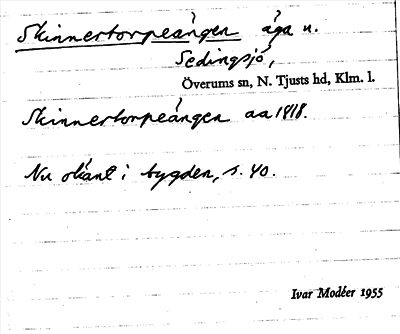 Skinnertorpeängen äga u.
Sedingsjö,
Överums sn, N. Tjusts hd, Klm. l.
Skinnertorpeängen aa 1818.
Nu okänt i bygden, s. 40.
Ivar Modéer 1955